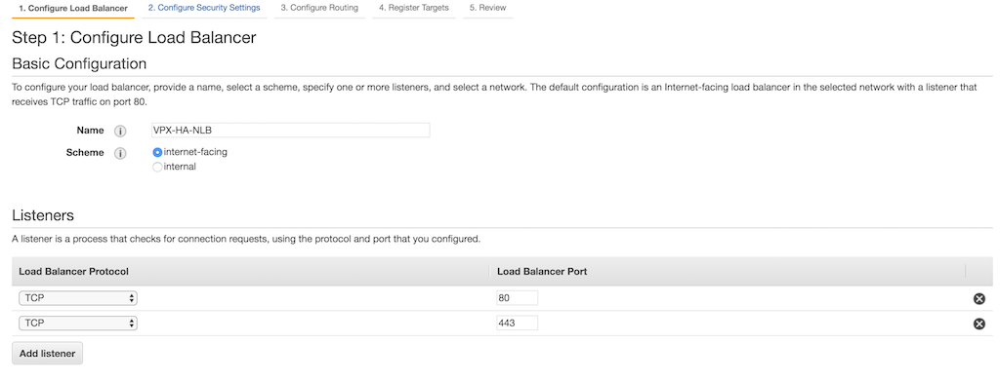 1. Configure Load Balancer 2. Configure Security Settings 3. Configure Routing 4. Register Targets 5. Review
Step 1: Configure Load Balancer
Basic Configuration
To configure your load balancer, provide a name, select a scheme, specify one or more listeners, and select a network. The default configuration is an Internet-facing load balancer in the selected network with a listener that
receives TCP traffic on port 80.
Name i VPX-HA-NLB
Scheme i internet-facing
internal
Listeners
A listener is a process that checks for connection requests, using the protocol and port that you configured.
Load Balancer Protocol Load Balancer Port
TCP 80
TCP 443
Add listener